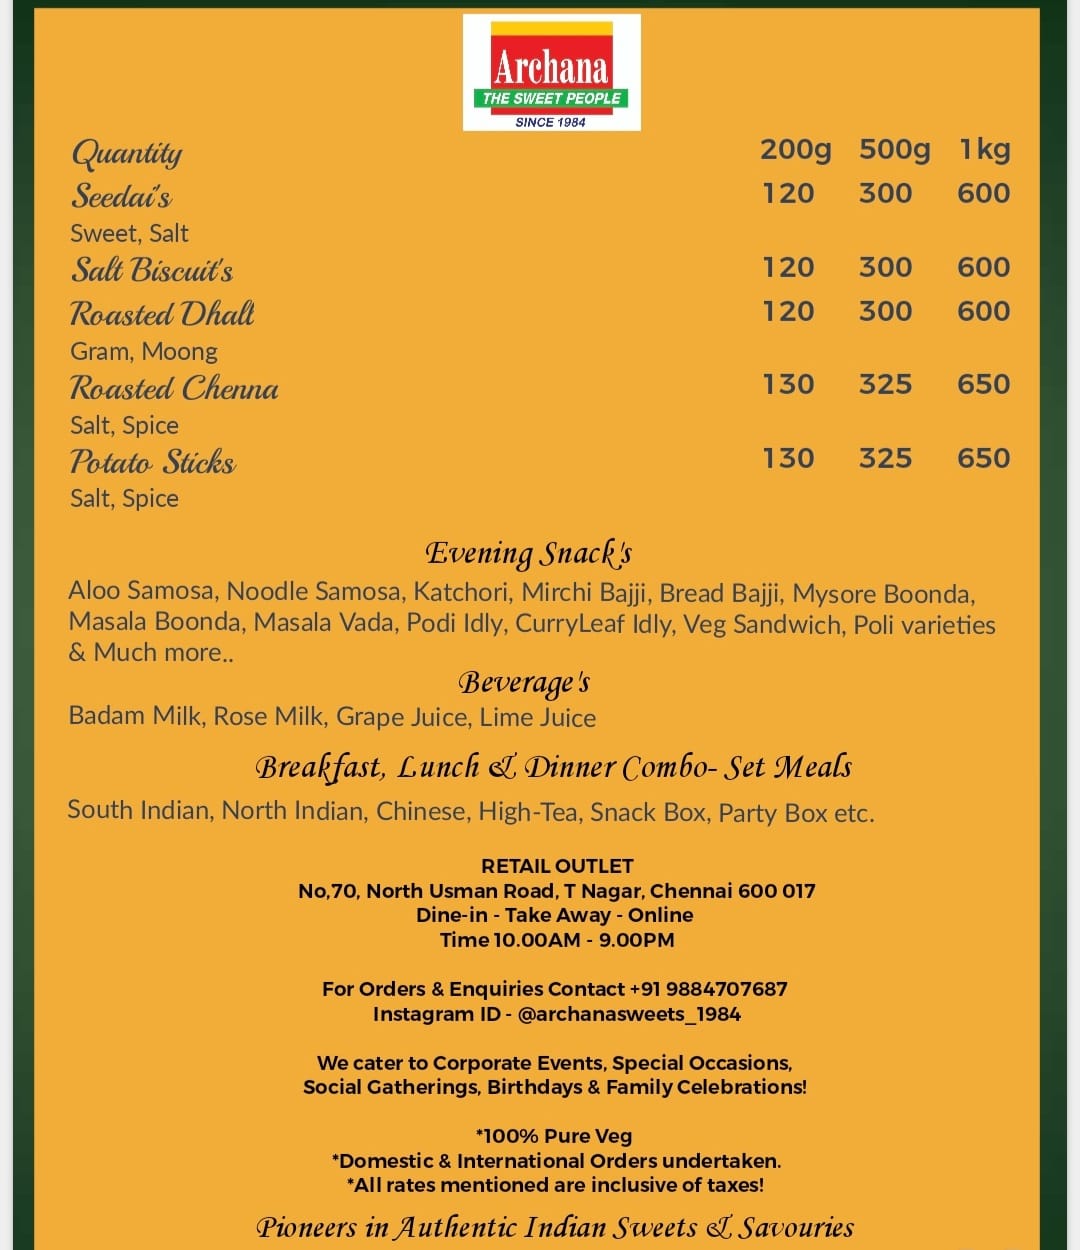 Archana
THE SWEET PEOPLE
SINCE 1984
Quantity 200g 500g 1kg
Seedai's 120 300 600
Sweet, Salt
Salt Biscuit's 120 300 600
Roasted Dhall 120 300 600
Gram, Moong
Roasted Chenna 130 325 650
Salt, Spice
Potato Sticks 130 325 650
Salt, Spice
Evening Snack's
Aloo Samosa, Noodle Samosa, Katchori, Mirchi Bajji, Bread Bajji, Mysore Boonda,
Masala Boonda, Masala Vada, Podi Idly, CurryLeaf Idly, Veg Sandwich, Poli varieties
& Much more..
Beverage's
Badam Milk, Rose Milk, Grape Juice, Lime Juice
Breakfast, Lunch & Dinner Combo- Set Meals
South Indian, North Indian, Chinese, High-Tea, Snack Box, Party Box etc.
RETAIL OUTLET
No,70, North Usman Road, T Nagar, Chennai 600 017
Dine-in - Take Away - Online
Time 10.00AM - 9.00PM
For Orders & Enquiries Contact +91 9884707687
Instagram ID - @archanasweets_1984
We cater to Corporate Events, Special Occasions,
Social Gatherings, Birthdays & Family Celebrations!
*100% Pure Veg
*Domestic & International Orders undertaken.
*All rates mentioned are inclusive of taxes!
Pioneers in Authentic Indian Sweets & Savouries